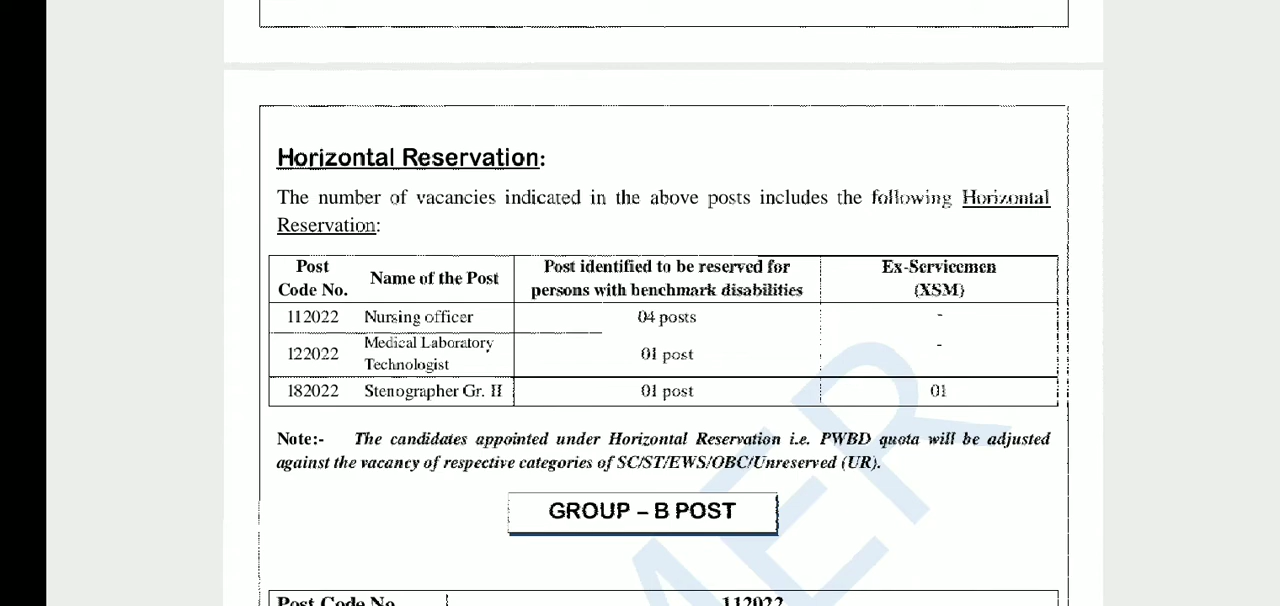 Horizontal Reservation:
The number of vacancies indicated in the above posts includes the following Horizontal
Reservation:
Post Code No. Name of the Post Post identified to be reserved for persons with benchmark disabilities Ex-Servicemen (XSM)
112022 Nursing officer 04 posts -
122022 Medical Laboratory Technologist 01 post -
182022 Stenographer Gr. II 01 post 01
Note:- The candidates appointed under Horizontal Reservation i.e. PWBD quota will be adjusted
against the vacancy of respective categories of SC/ST/EWS/OBC/Unreserved (UR).
GROUP – B POST
Post Code No 112022